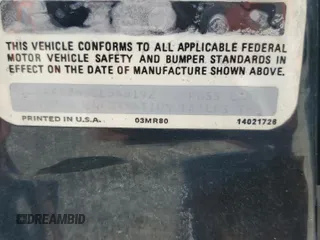 THIS VEHICLE CONFORMS TO ALL APPLICABLE FEDERAL
MOTOR VEHICLE SAFETY AND BUMPER STANDARDS IN
EFFECT ON THE DATE OF MANUFACTURE SHOWN ABOVE.
PRINTED IN U.S.A. 03MR80 14021726
DREAMBID